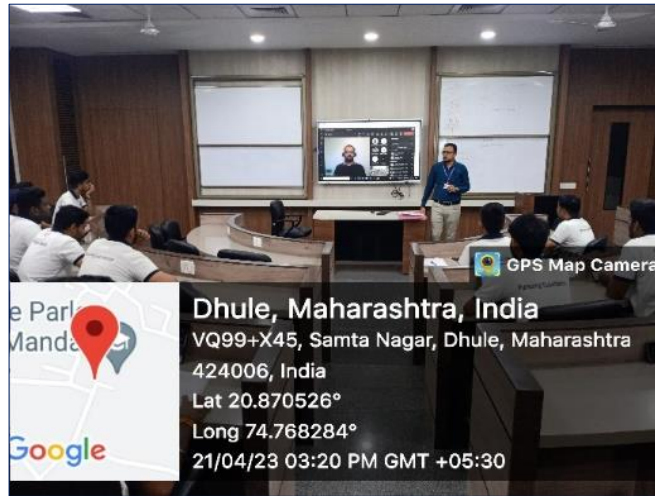 GPS Map Camera
e Park
Manda
Google
Dhule, Maharashtra, India
VQ99+X45, Samta Nagar, Dhule, Maharashtra
424006, India
Lat 20.870526°
Long 74.768284°
21/04/23 03:20 PM GMT +05:30